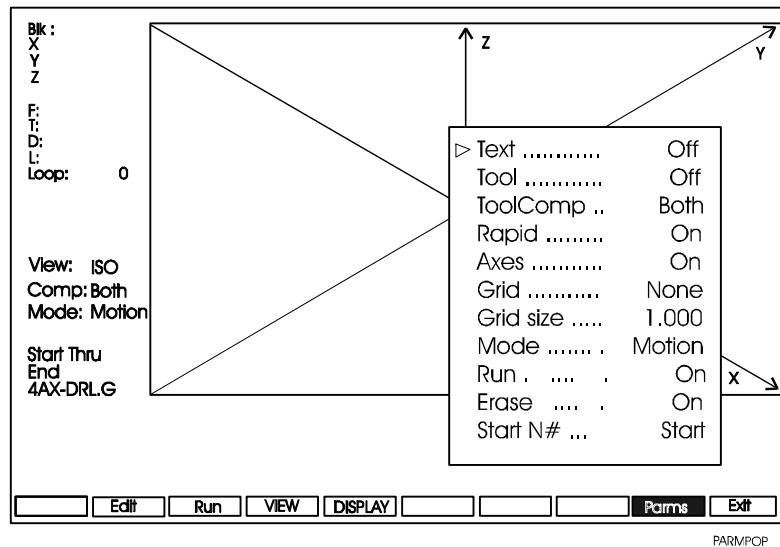 Blk :
X
Y
Z
F:
T:
D:
L:
Loop: 0
View: ISO
Comp: Both
Mode: Motion
Start Thru
End
4AX-DRL.G
Z
Y
X
Text ............ Off
Tool ............ Off
ToolComp .. Both
Rapid ......... On
Axes ........... On
Grid ........... None
Grid size ..... 1.000
Mode ....... . Motion
Run . .... . On
Erase .... . On
Start N# ... Start
Edit Run VIEW DISPLAY Parms Exit
PARMPOP